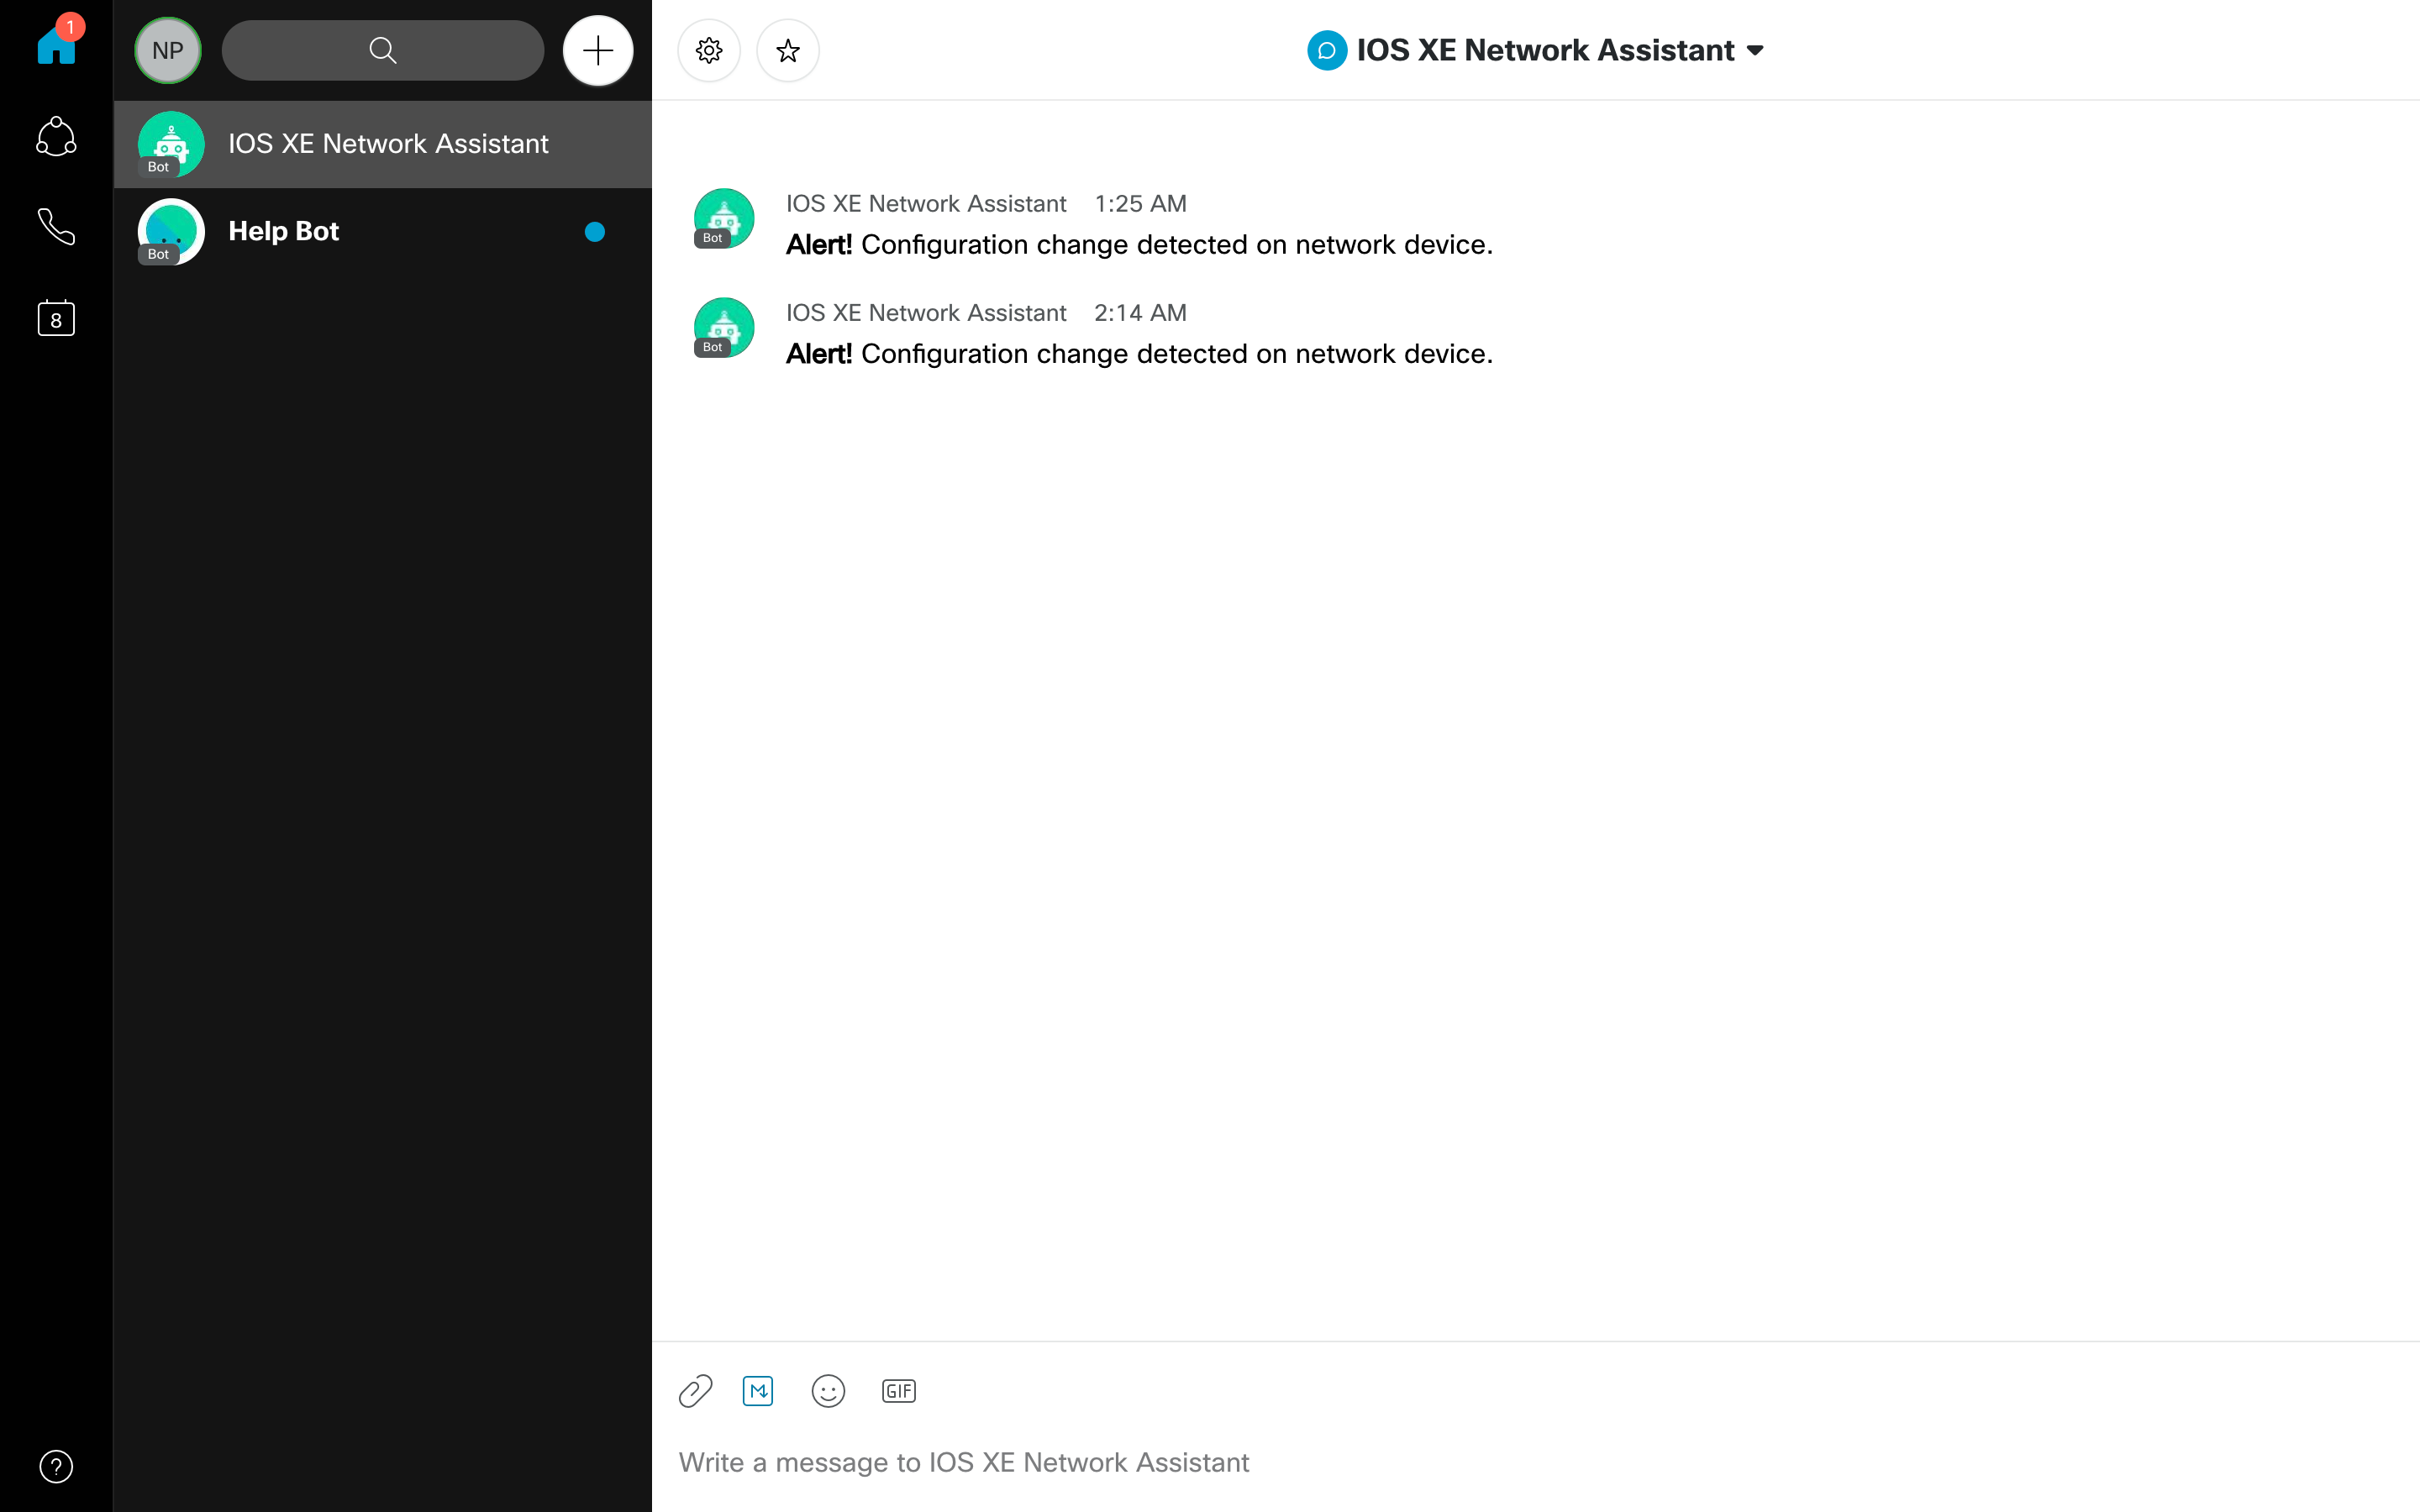 1
NP
IOS XE Network Assistant
Bot
Help Bot
Bot
8
?
IOS XE Network Assistant
IOS XE Network Assistant 1:25 AM
Bot
Alert! Configuration change detected on network device.
IOS XE Network Assistant 2:14 AM
Bot
Alert! Configuration change detected on network device.
M
GIF
Write a message to IOS XE Network Assistant